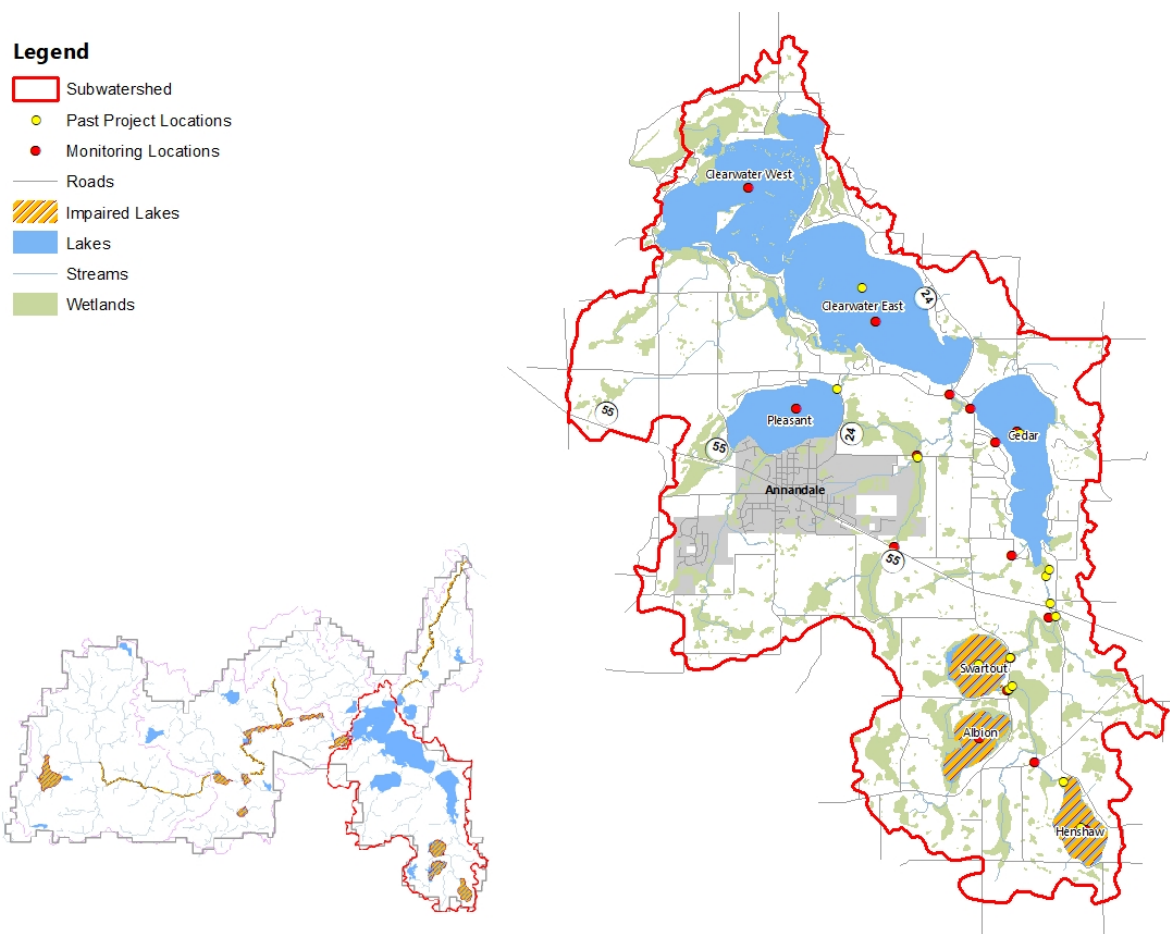 Legend
Subwatershed
Past Project Locations
Monitoring Locations
Roads
Impaired Lakes
Lakes
Streams
Wetlands
Clearwater West
24
Clearwater East
55
Pleasant
24
55
Cedar
Annandale
55
Swartout
Albion
Henshaw